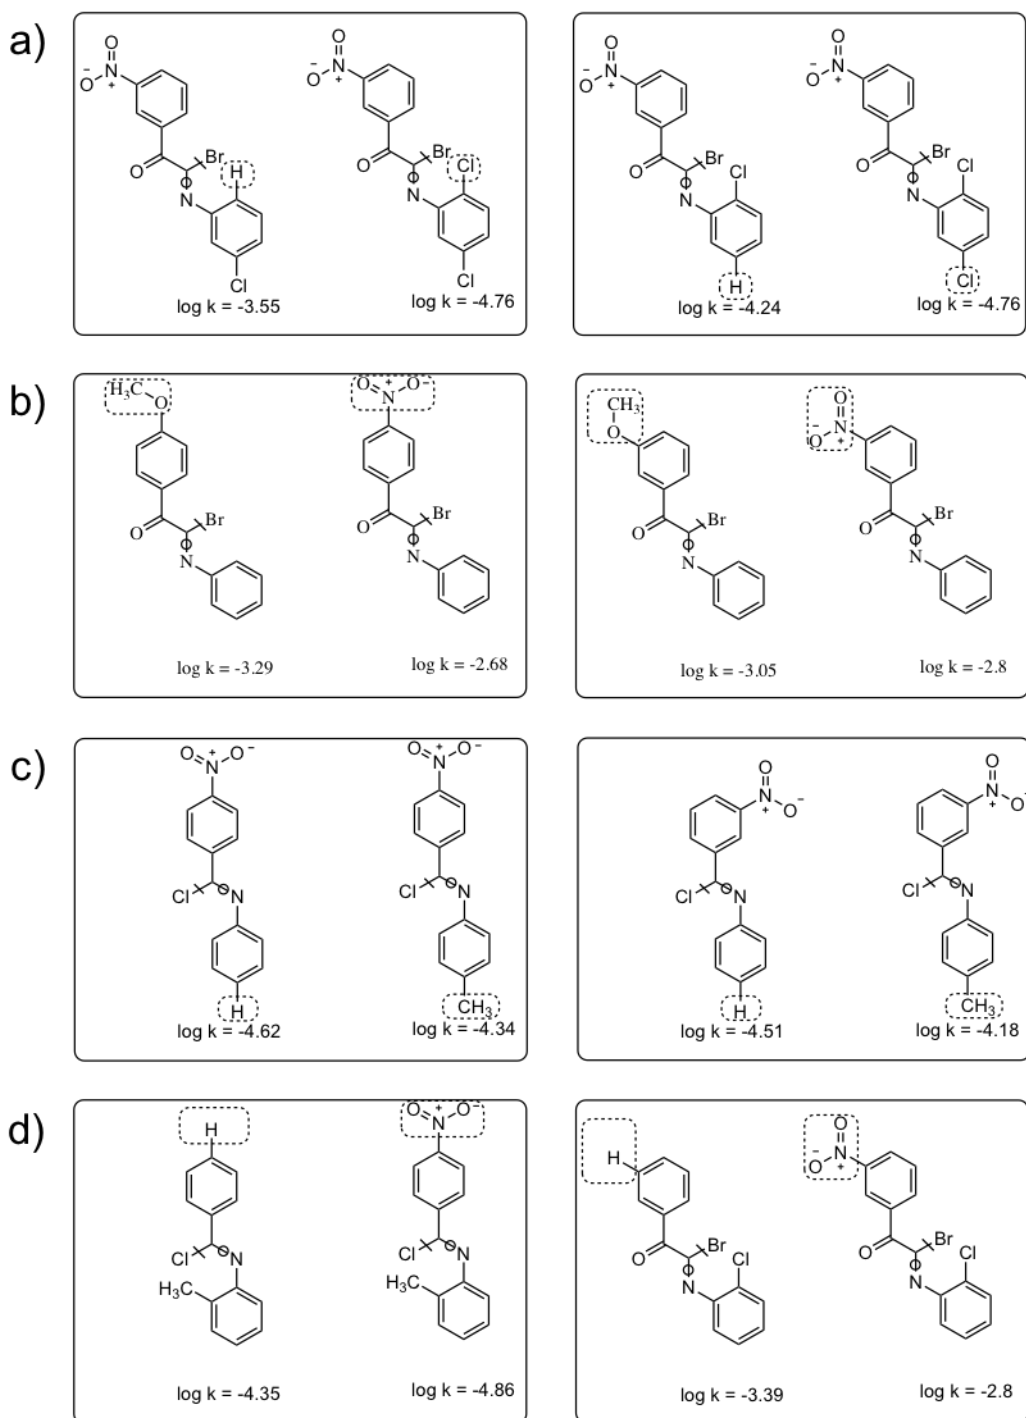 a)
O
N
+
O
−
O
Br
H
N
Cl
log k = -3.55
O
N
+
O
−
O
Br
Cl
N
Cl
log k = -4.76
O
N
+
O
−
O
Br
Cl
N
H
log k = -4.24
O
N
+
O
−
O
Br
Cl
N
Cl
log k = -4.76
b)
H₃C
O
O
Br
N
log k = -3.29
O
N
+
O
−
O
Br
N
log k = -2.68
CH₃
O
O
Br
N
log k = -3.05
O
N
+
O
−
O
Br
N
log k = -2.8
c)
O
N
+
O
−
Cl
N
H
log k = -4.62
O
N
+
O
−
Cl
N
CH₃
log k = -4.34
O
N
+
O
−
Cl
N
H
log k = -4.51
O
N
+
O
−
Cl
N
CH₃
log k = -4.18
d)
H
Cl
N
H₃C
log k = -4.35
O
N
+
O
−
Cl
N
H₃C
log k = -4.86
H
O
Br
Cl
N
log k = -3.39
O
N
+
O
−
O
Br
Cl
N
log k = -2.8